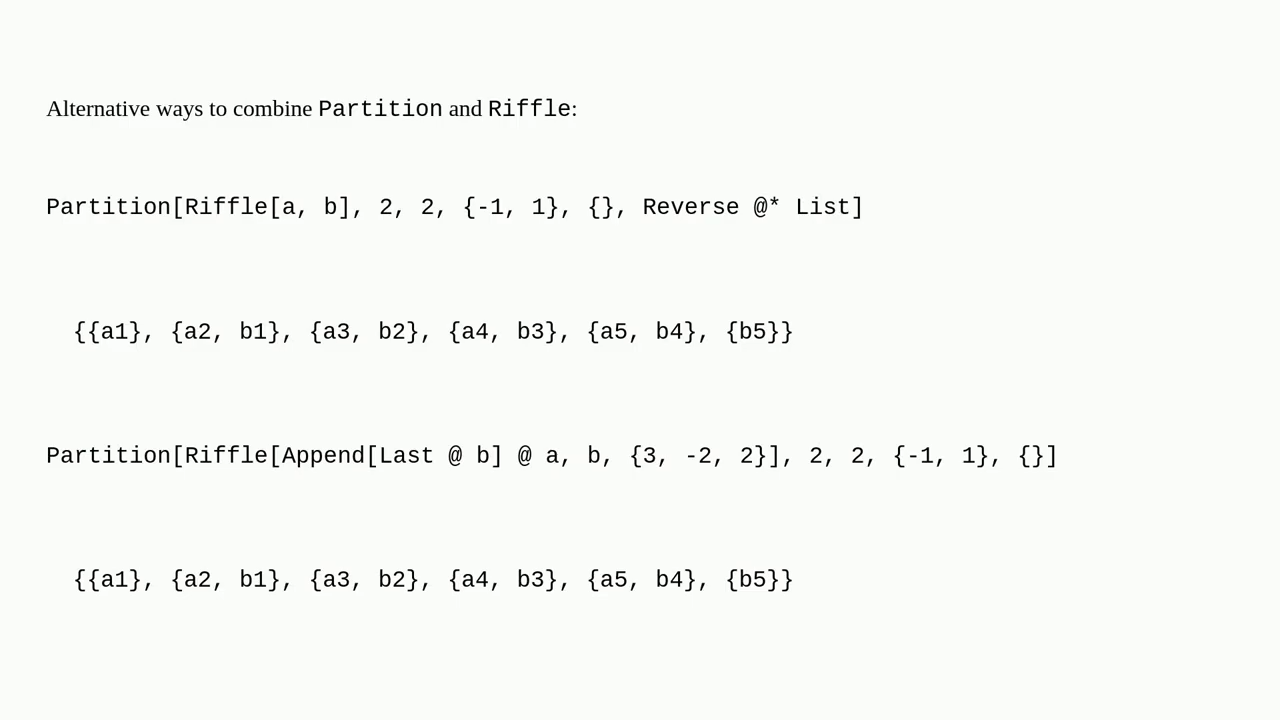 Alternative ways to combine Partition and Riffle:
Partition[Riffle[a, b], 2, 2, {-1, 1}, {}, Reverse @* List]
{{a1}, {a2, b1}, {a3, b2}, {a4, b3}, {a5, b4}, {b5}}
Partition[Riffle[Append[Last @ b] @ a, b, {3, -2, 2}], 2, 2, {-1, 1}, {}]
{{a1}, {a2, b1}, {a3, b2}, {a4, b3}, {a5, b4}, {b5}}